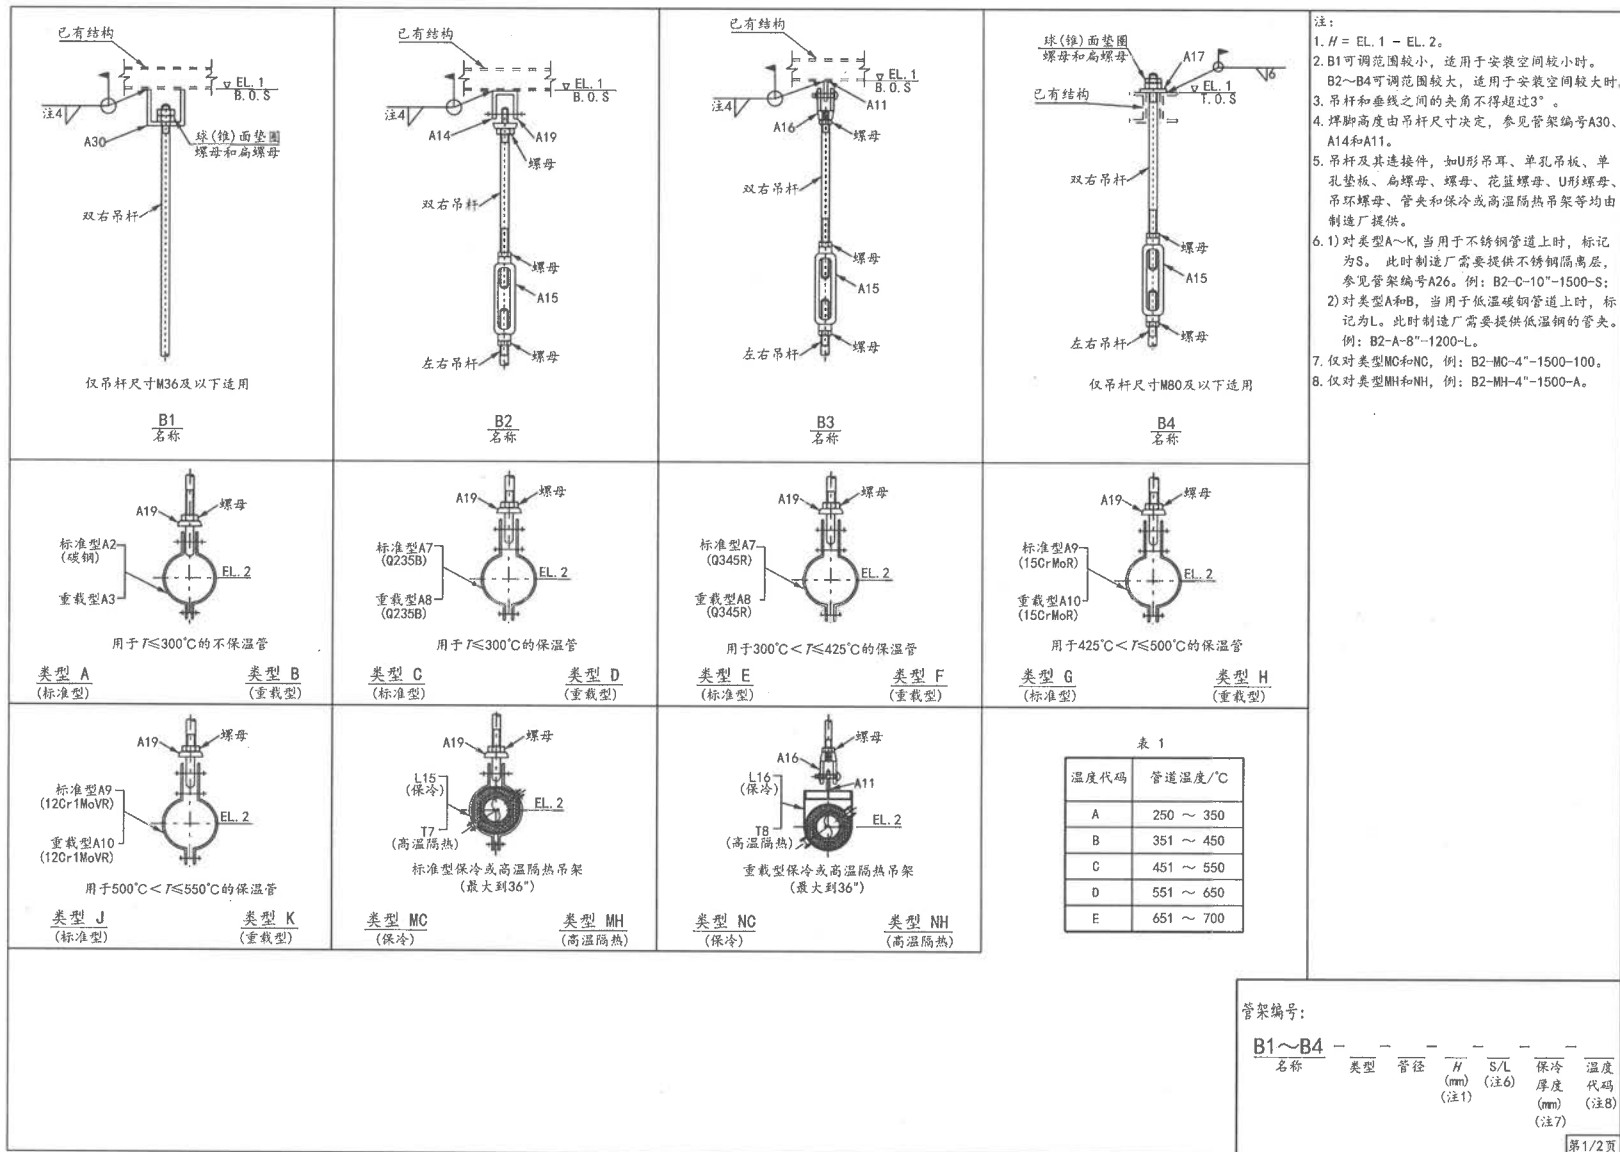 已有结构
EL.1
B.O.S
注4
A30
球(锥)面垫圈
螺母和扁螺母
双右吊杆
仅吊杆尺寸M36及以下适用
B1
名称
已有结构
EL.1
B.O.S
注4
A14
A19
螺母
双右吊杆
螺母
A15
左右吊杆
螺母
B2
名称
已有结构
EL.1
B.O.S
注4
A11
A16
螺母
双右吊杆
螺母
A15
左右吊杆
螺母
B3
名称
球(锥)面垫圈
螺母和扁螺母
A17
6
已有结构
EL.1
T.O.S
双右吊杆
螺母
A15
左右吊杆
螺母
仅吊杆尺寸M80及以下适用
B4
名称
注:
1. H = EL.1 - EL.2。
2. B1可调范围较小, 适用于安装空间较小时。
B2～B4可调范围较大, 适用于安装空间较大时。
3. 吊杆和垂线之间的夹角不得超过3°。
4. 焊脚高度由吊杆尺寸决定, 参见管架编号A30、
A14和A11。
5. 吊杆及其连接件, 如U形吊耳、单孔吊板、单
孔垫板、扁螺母、螺母、花篮螺母、U形螺母、
吊环螺母、管夹和保冷或高温隔热吊架等均由
制造厂提供。
6. 1)对类型A～K, 当用于不锈钢管道上时, 标记
为S。 此时制造厂需要提供不锈钢隔离层,
参见管架编号A26。例: B2-C-10"-1500-S;
2)对类型A和B, 当用于低温碳钢管道上时, 标
记为L。此时制造厂需要提供低温钢的管夹。
例: B2-A-8"-1200-L。
7. 仅对类型MC和NC, 例: B2-MC-4"-1500-100。
8. 仅对类型MH和NH, 例: B2-MH-4"-1500-A。
A19
螺母
标准型A2
(碳钢)
EL.2
重载型A3
用于T≤300℃的不保温管
类型 A
(标准型)
类型 B
(重载型)
A19
螺母
标准型A7
(Q235B)
EL.2
重载型A8
(Q235B)
用于T≤300℃的保温管
类型 C
(标准型)
类型 D
(重载型)
A19
螺母
标准型A7
(Q345R)
EL.2
重载型A8
(Q345R)
用于300℃＜T≤425℃的保温管
类型 E
(标准型)
类型 F
(重载型)
A19
螺母
标准型A9
(15CrMoR)
EL.2
重载型A10
(15CrMoR)
用于425℃＜T≤500℃的保温管
类型 G
(标准型)
类型 H
(重载型)
A19
螺母
标准型A9
(12Cr1MoVR)
EL.2
重载型A10
(12Cr1MoVR)
用于500℃＜T≤550℃的保温管
类型 J
(标准型)
类型 K
(重载型)
A19
螺母
L15
(保冷)
EL.2
T7
(高温隔热)
标准型保冷或高温隔热吊架
(最大到36")
类型 MC
(保冷)
类型 MH
(高温隔热)
螺母
A16
L16
(保冷)
A11
EL.2
T8
(高温隔热)
重载型保冷或高温隔热吊架
(最大到36")
类型 NC
(保冷)
类型 NH
(高温隔热)
表 1
温度代码 管道温度/℃
A 250 ～ 350
B 351 ～ 450
C 451 ～ 550
D 551 ～ 650
E 651 ～ 700
管架编号:
B1～B4 - - - - - -
名称 类型 管径 H (mm) (注1) S/L (注6) 保冷厚度 (mm) (注7) 温度代码 (注8)
第1/2页